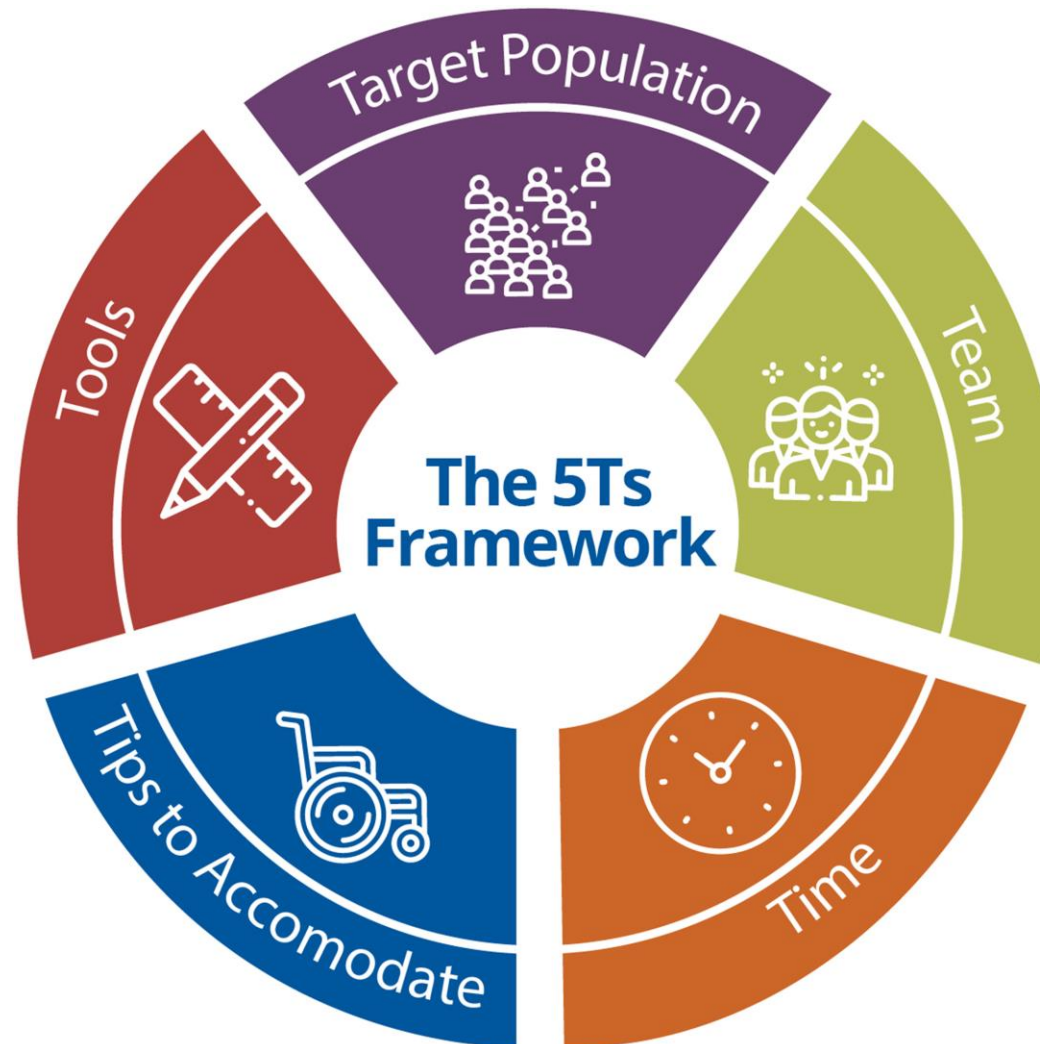 Target Population
Team
Time
Tips to Accomodate
Tools
The 5Ts
Framework